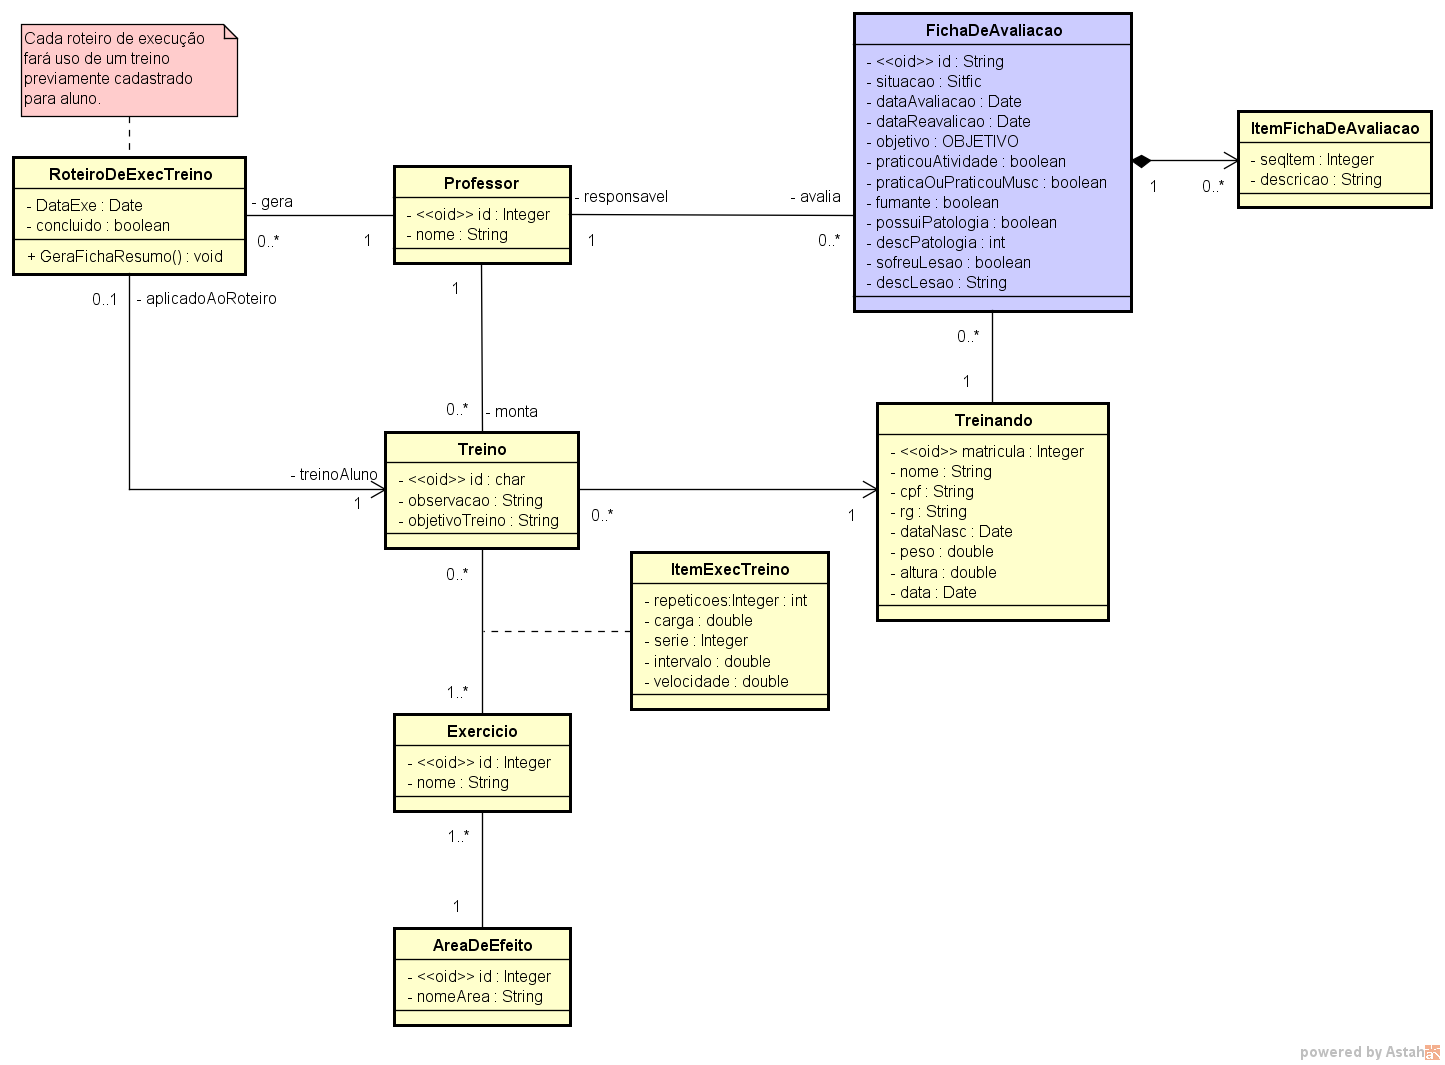 Cada roteiro de execução
fará uso de um treino
previamente cadastrado
para aluno.
RoteiroDeExecTreino
- DataExe : Date
- concluido : boolean
+ GeraFichaResumo() : void
- gera
0..*
1
Professor
- <<oid>> id : Integer
- nome : String
- responsavel
1
- avalia
0..*
FichaDeAvaliacao
- <<oid>> id : String
- situacao : Sitfic
- dataAvaliacao : Date
- dataReavalicao : Date
- objetivo : OBJETIVO
- praticouAtividade : boolean
- praticaOuPraticouMusc : boolean
- fumante : boolean
- possuiPatologia : boolean
- descPatologia : int
- sofreuLesao : boolean
- descLesao : String
1
0..*
ItemFichaDeAvaliacao
- seqItem : Integer
- descricao : String
0..1
- aplicadoAoRoteiro
1
0..*
- monta
0..*
1
- treinoAluno
1
Treino
- <<oid>> id : char
- observacao : String
- objetivoTreino : String
0..*
1
Treinando
- <<oid>> matricula : Integer
- nome : String
- cpf : String
- rg : String
- dataNasc : Date
- peso : double
- altura : double
- data : Date
0..*
ItemExecTreino
- repeticoes:Integer : int
- carga : double
- serie : Integer
- intervalo : double
- velocidade : double
1..*
Exercicio
- <<oid>> id : Integer
- nome : String
1..*
1
AreaDeEfeito
- <<oid>> id : Integer
- nomeArea : String
powered by Astah